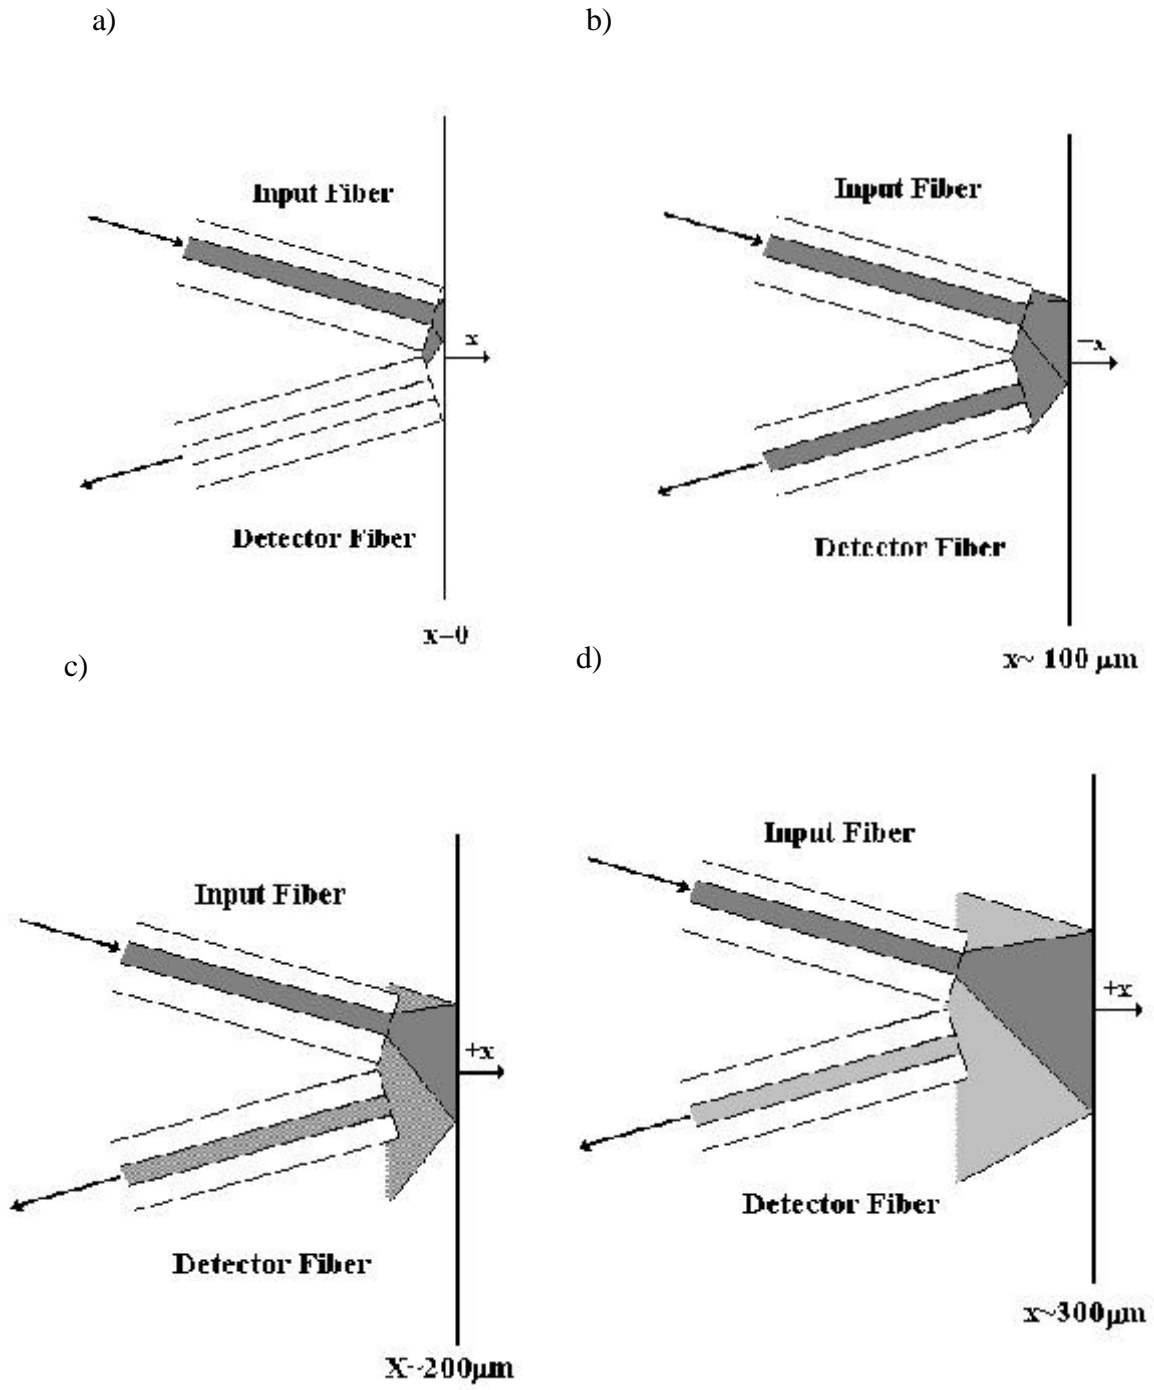 a)
b)
Input Fiber
Input Fiber
x
-x
Detector Fiber
Detector Fiber
x=0
x~ 100 µm
c)
d)
Input Fiber
Input Fiber
+x
+x
Detector Fiber
Detector Fiber
X~200µm
x~300µm